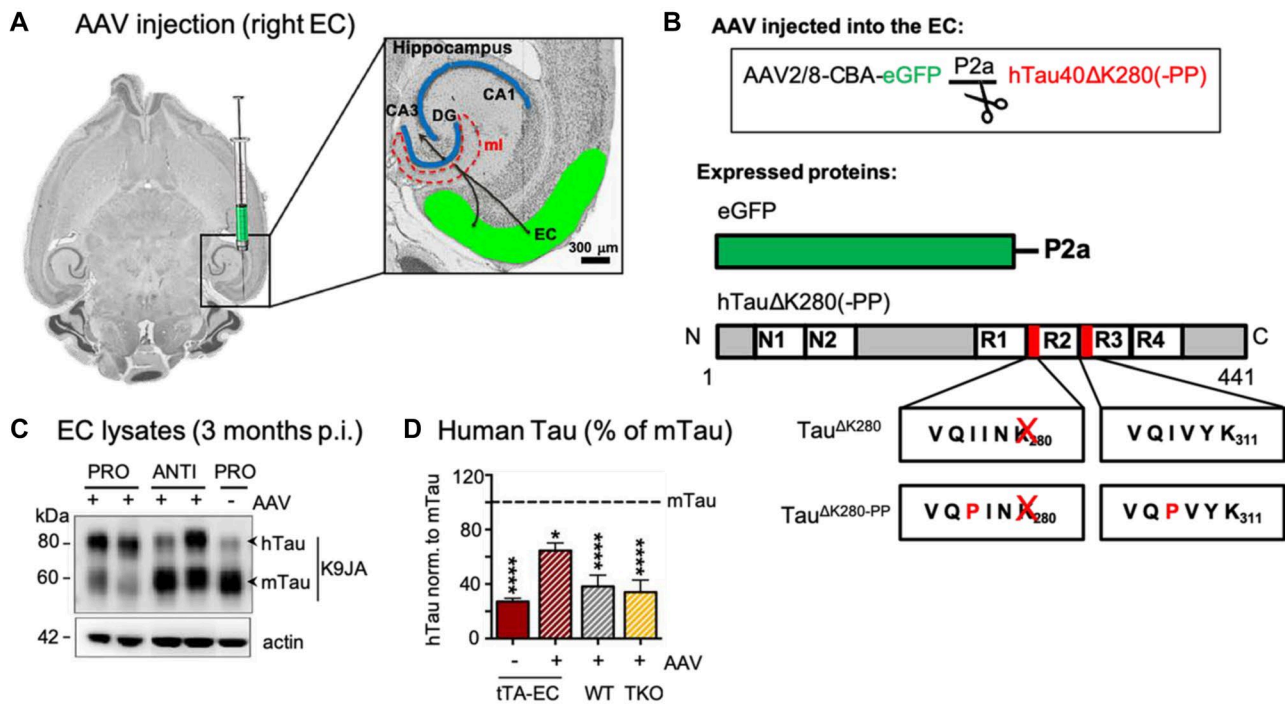 A AAV injection (right EC)
Hippocampus
CA1
CA3
DG
ml
EC
300 μm
B AAV injected into the EC:
AAV2/8-CBA-eGFP P2a hTau40ΔK280(-PP)
Expressed proteins:
eGFP
P2a
hTauΔK280(-PP)
N N1 N2 R1 R2 R3 R4 C
1 441
Tau^ΔK280 VQIINK280 VQIVYK311
Tau^ΔK280-PP VQPINK280 VQPVYK311
C EC lysates (3 months p.i.)
PRO ANTI PRO
+ + + + - AAV
kDa
80 - hTau
60 - mTau
K9JA
42 - actin
D Human Tau (% of mTau)
hTau norm. to mTau
120
80
40
0
mTau
**** * **** ****
- + + + AAV
tTA-EC WT TKO